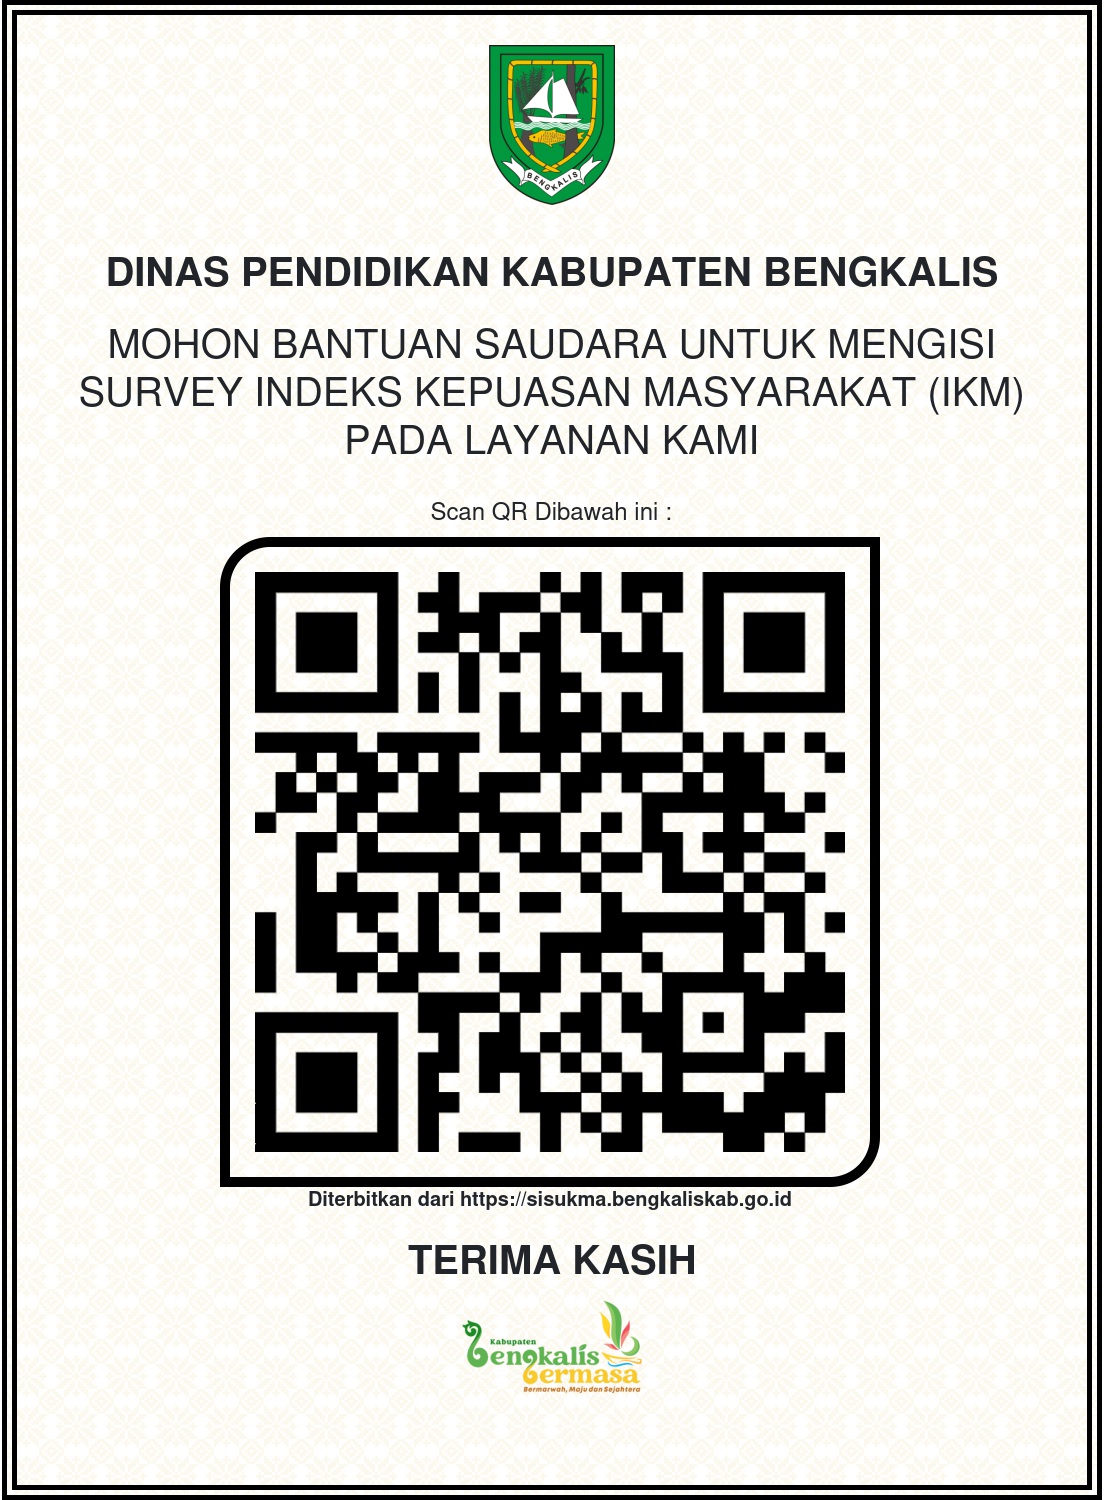 BENGKALIS
DINAS PENDIDIKAN KABUPATEN BENGKALIS
MOHON BANTUAN SAUDARA UNTUK MENGISI
SURVEY INDEKS KEPUASAN MASYARAKAT (IKM)
PADA LAYANAN KAMI
Scan QR Dibawah ini :
Diterbitkan dari https://sisukma.bengkaliskab.go.id
TERIMA KASIH
Kabupaten
Bengkalis
Bermasa
Bermarwah, Maju dan Sejahtera